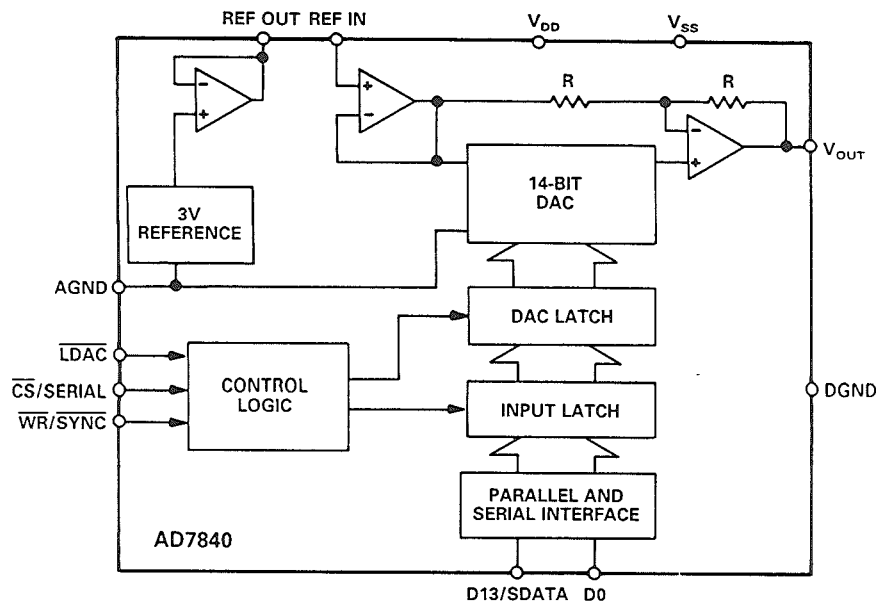 REF OUT REF IN
VDD
VSS
R
R
VOUT
14-BIT
DAC
3V
REFERENCE
AGND
DAC LATCH
LDAC
CS/SERIAL
WR/SYNC
CONTROL
LOGIC
INPUT LATCH
DGND
PARALLEL AND
SERIAL INTERFACE
AD7840
D13/SDATA D0